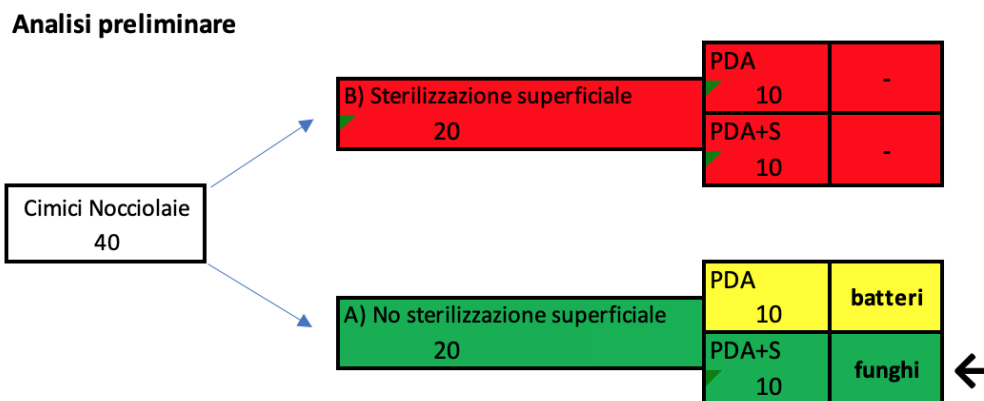 Analisi preliminare
PDA
10
-
B) Sterilizzazione superficiale
20
PDA+S
10
-
Cimici Nocciolaie
40
PDA
10
batteri
A) No sterilizzazione superficiale
20
PDA+S
10
funghi